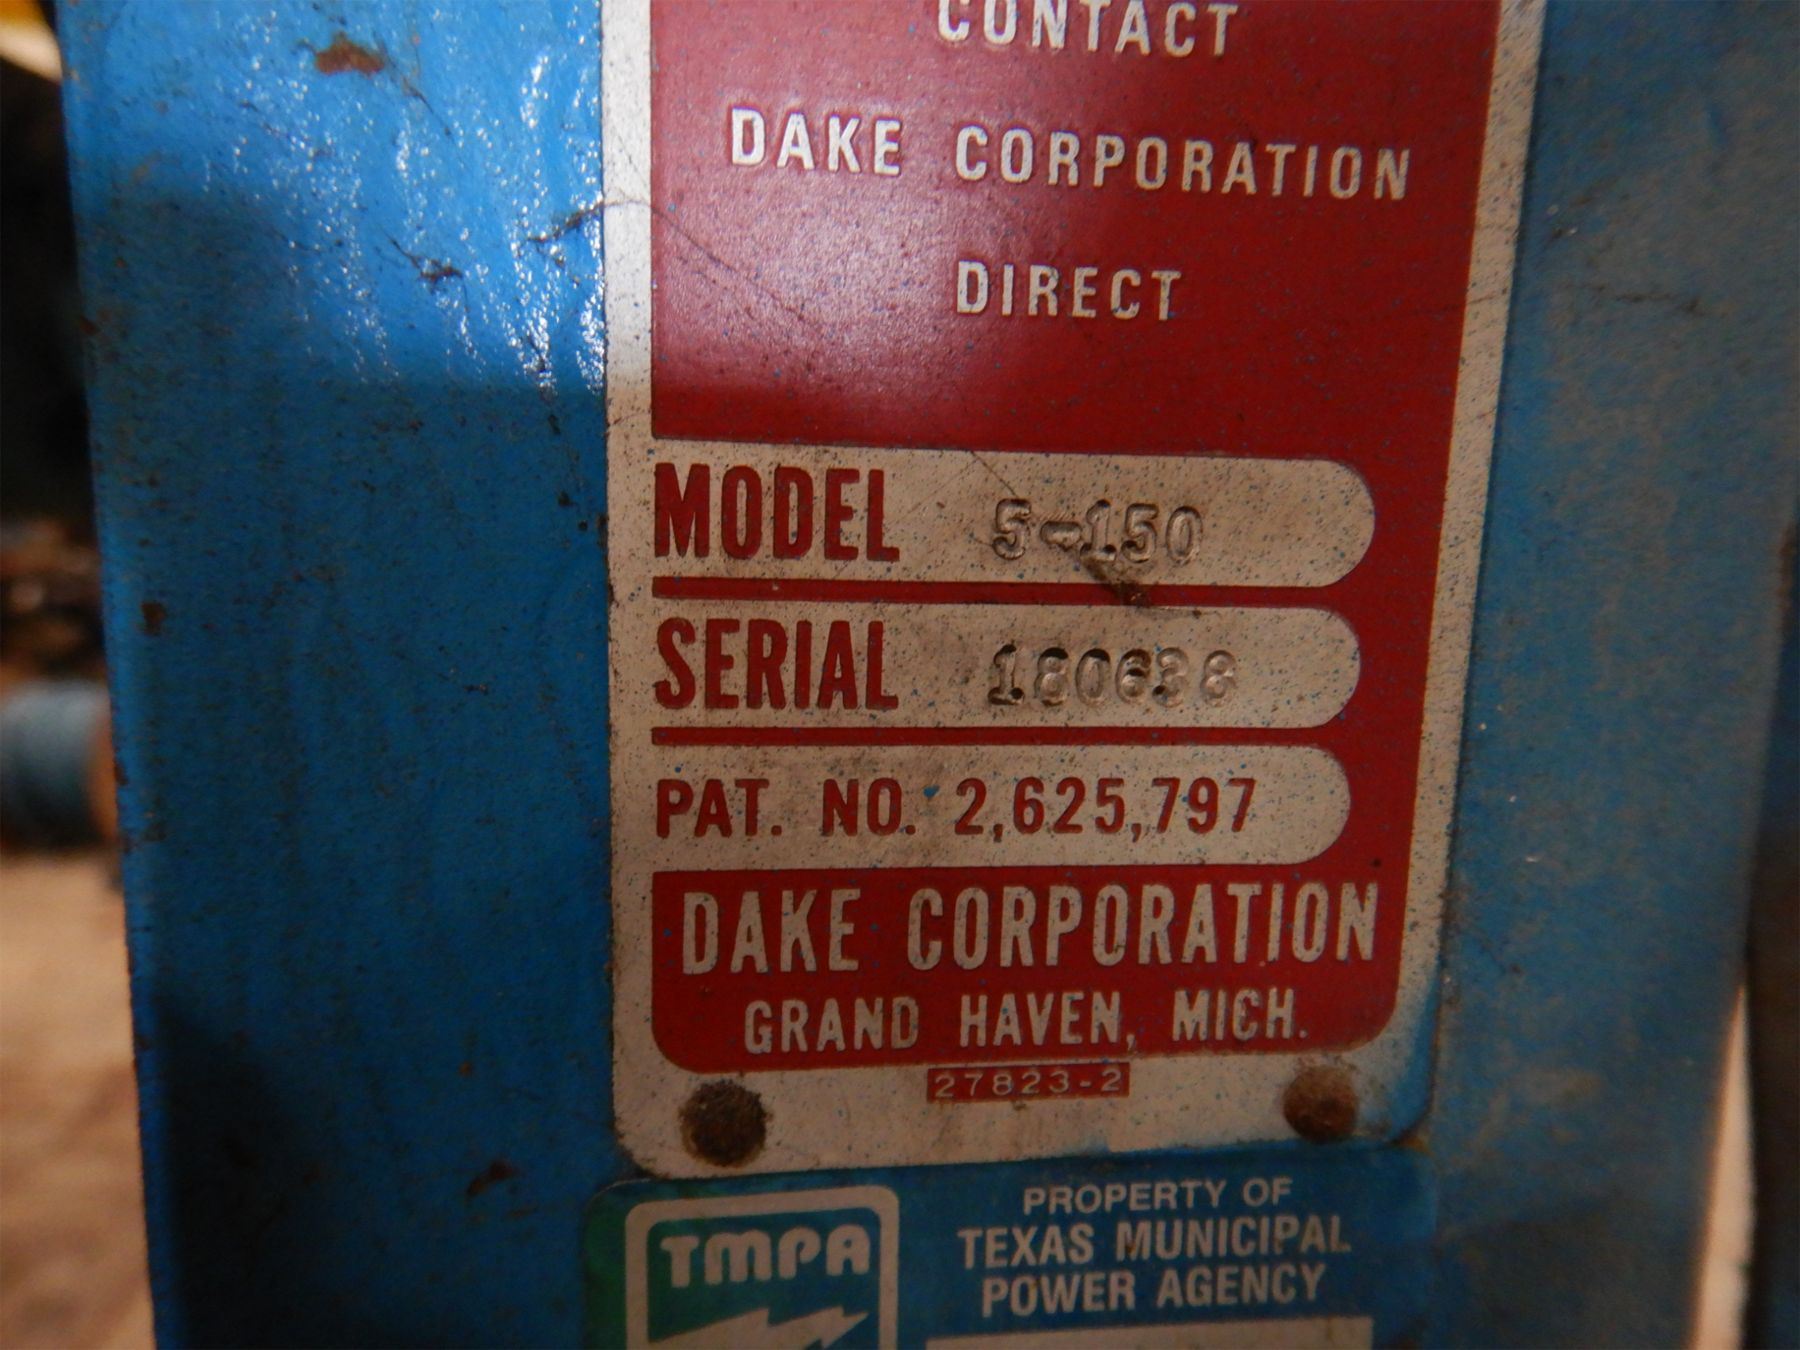 CONTACT
DAKE CORPORATION
DIRECT
MODEL 5-150
SERIAL 180638
PAT. NO. 2,625,797
DAKE CORPORATION
GRAND HAVEN, MICH.
27823-2
TMPA
PROPERTY OF
TEXAS MUNICIPAL
POWER AGENCY